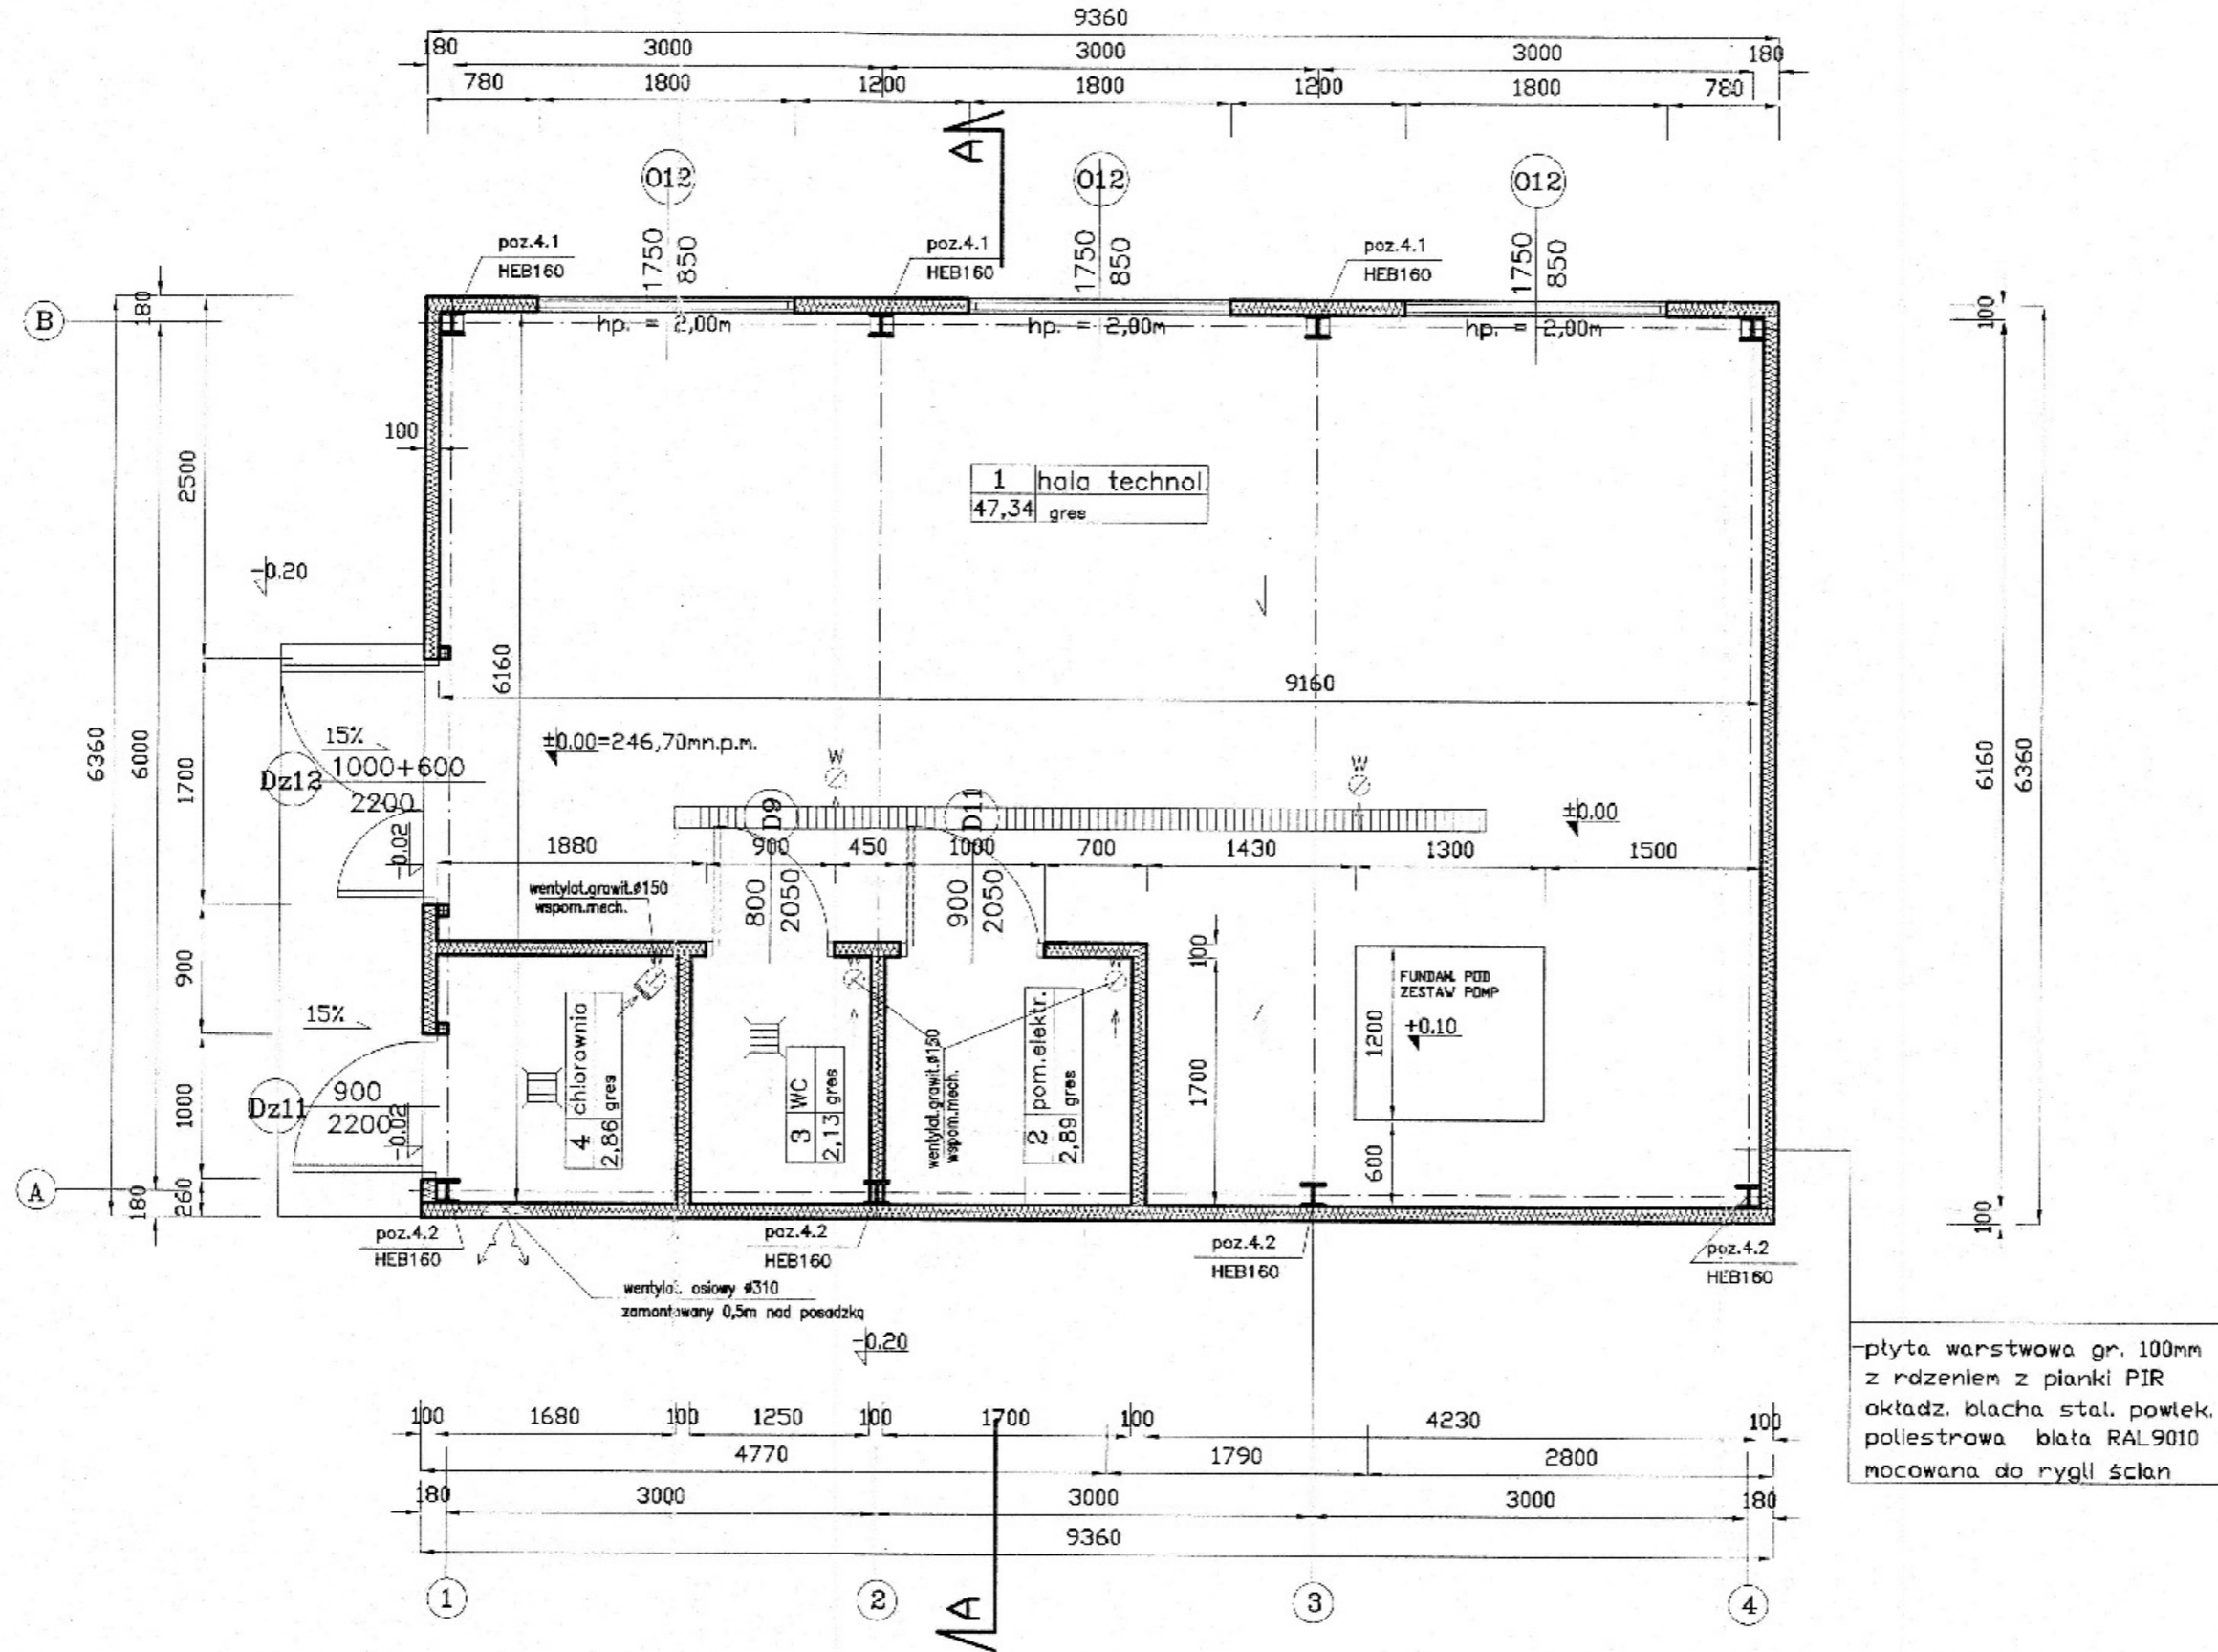 9360
180 3000 3000 3000 180
780 1800 1200 1800 1200 1800 780
A
O12 O12 O12
1750 850
1750 850
1750 850
poz.4.1
HEB160
poz.4.1
HEB160
poz.4.1
HEB160
B
180
hp. = 2,00m
hp. = 2,00m
hp. = 2,00m
100
100
2500
1 hala technol.
47,34 gres
-0.20
6160
9160
6360
6000
1700
15%
Dz12 1000+600
2200
-0.02
±0.00=246,70mn.p.m.
W
W
D9
D11
±0.00
6160
6360
1880 900 450 1000 700 1430 1300 1500
wentylat.grawit.ø150
wspom.mech.
800 2050
900 2050
900
100
W
W
FUNDAM. POD
ZESTAW POMP
+0.10
1200
1700
600
15%
4 chlorownia
2,86 gres
3 WC
2,13 gres
wentylat.grawit.ø150
wspom.mech.
2 pom.elektr.
2,89 gres
1000
Dz11 900
2200
-0.02
A
180
260
100
poz.4.2
HEB160
poz.4.2
HEB160
poz.4.2
HEB160
poz.4.2
HEB160
wentylat. osiowy ø310
zamontowany 0,5m nad posadzką
-0.20
-płyta warstwowa gr. 100mm
z rdzeniem z pianki PIR
okładz. blacha stal. powlek.
poliestrowa biała RAL9010
mocowana do rygli ścian
100 1680 100 1250 100 1700 100 4230 100
4770 1790 2800
180 3000 3000 3000 180
9360
1 2 3 4
A